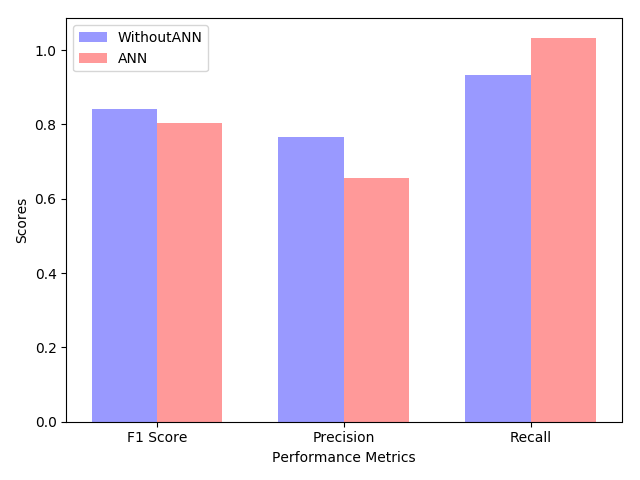 WithoutANN
ANN
1.0
0.8
0.6
0.4
0.2
0.0
Scores
F1 Score Precision Recall
Performance Metrics